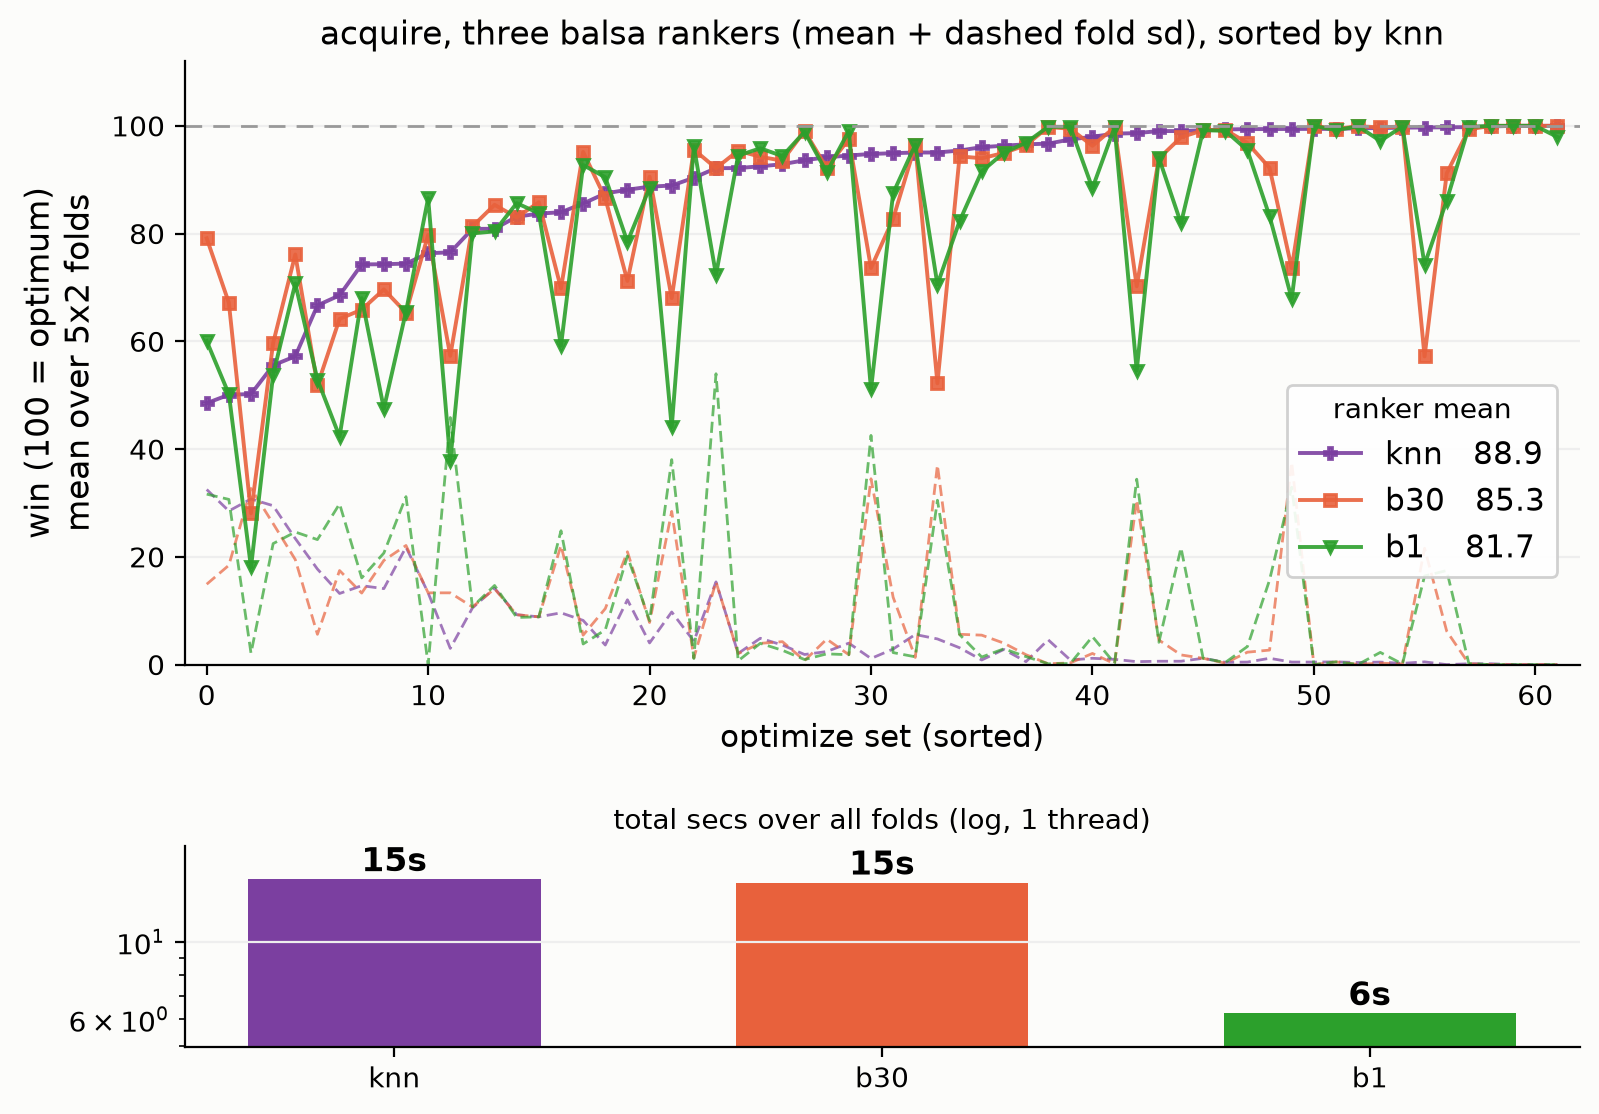 acquire, three balsa rankers (mean + dashed fold sd), sorted by knn
win (100 = optimum)
mean over 5x2 folds
100
80
60
40
20
0
0 10 20 30 40 50 60
optimize set (sorted)
ranker mean
knn 88.9
b30 85.3
b1 81.7
total secs over all folds (log, 1 thread)
15s
15s
6s
10¹
6 × 10⁰
knn b30 b1